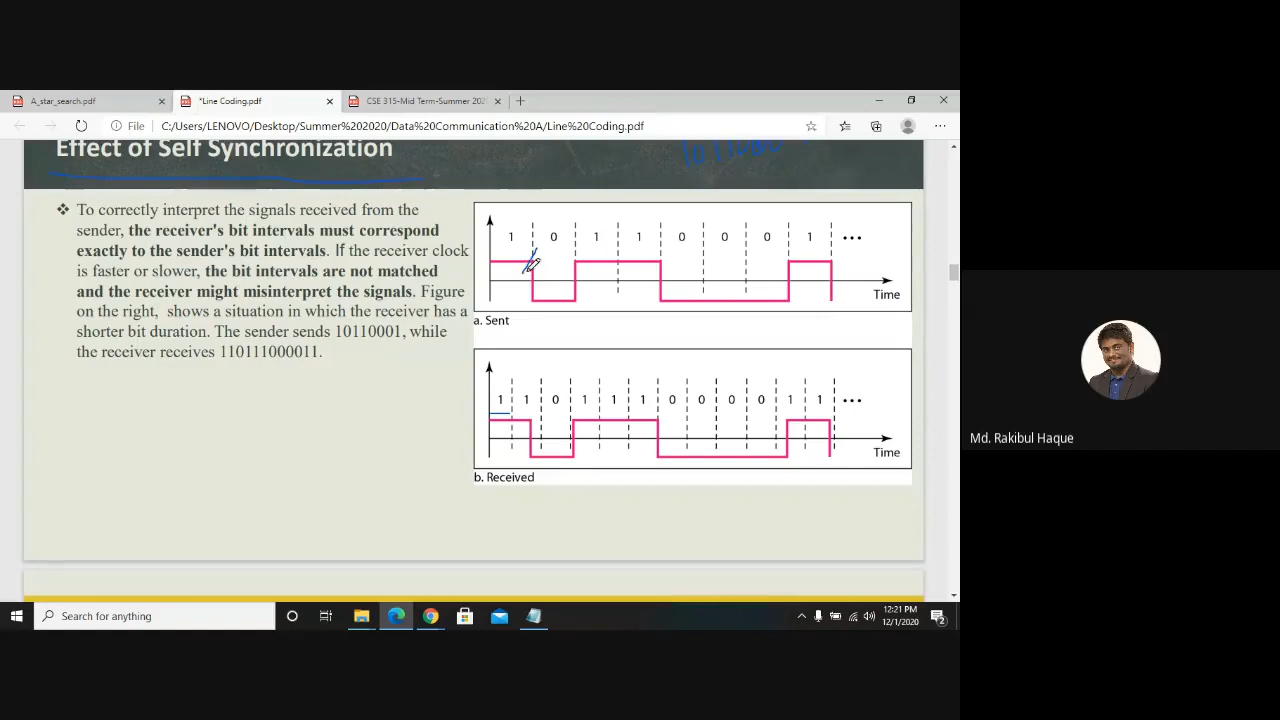 A_star_search.pdf
*Line Coding.pdf
CSE 315-Mid Term-Summer 202
File
C:/Users/LENOVO/Desktop/Summer%202020/Data%20Communication%20A/Line%20Coding.pdf
Effect of Self Synchronization
❖ To correctly interpret the signals received from the
sender, the receiver's bit intervals must correspond
exactly to the sender's bit intervals. If the receiver clock
is faster or slower, the bit intervals are not matched
and the receiver might misinterpret the signals. Figure
on the right, shows a situation in which the receiver has a
shorter bit duration. The sender sends 10110001, while
the receiver receives 110111000011.
1 0 1 1 0 0 0 1 •••
Time
a. Sent
1 1 0 1 1 1 0 0 0 0 1 1 •••
Time
b. Received
Md. Rakibul Haque
Search for anything
12:21 PM
12/1/2020
2